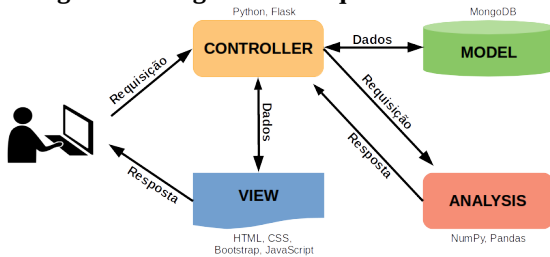 Python, Flask
MongoDB
CONTROLLER
Dados
MODEL
Requisição
Requisição
Dados
Resposta
Resposta
VIEW
ANALYSIS
HTML, CSS,
Bootstrap, JavaScript
NumPy, Pandas